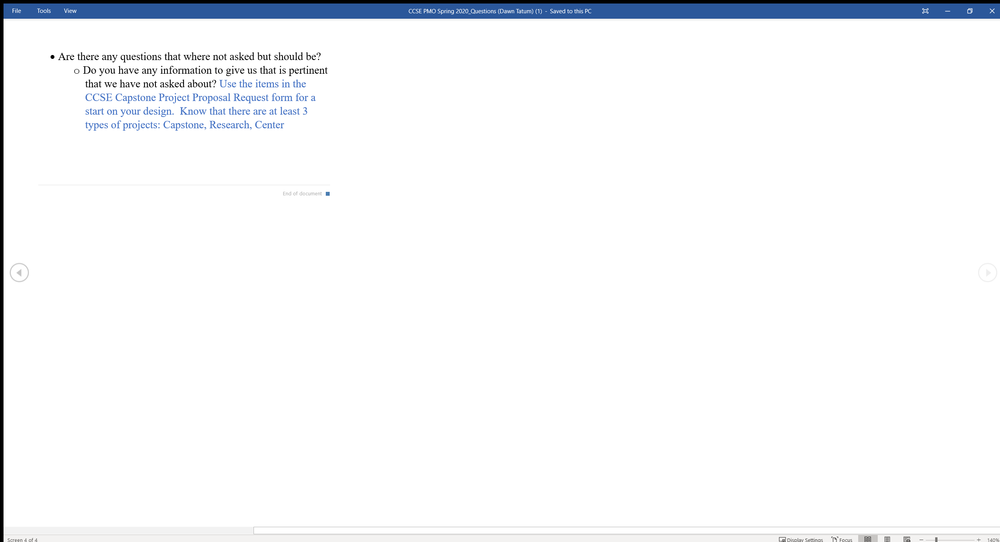 File Tools View CCSE PMO Spring 2020_Questions (Dawn Tatum) (1) - Saved to this PC
• Are there any questions that where not asked but should be?
o Do you have any information to give us that is pertinent
that we have not asked about? Use the items in the
CCSE Capstone Project Proposal Request form for a
start on your design.  Know that there are at least 3
types of projects: Capstone, Research, Center
End of document
Screen 4 of 4 Display Settings Focus 140%